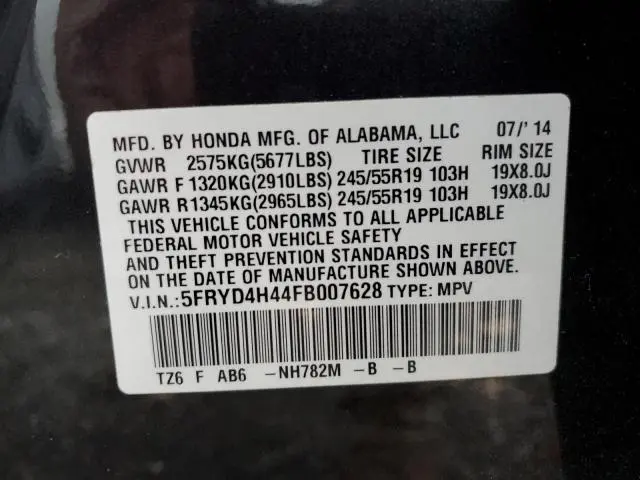 MFD. BY HONDA MFG. OF ALABAMA, LLC 07/'14
GVWR 2575KG(5677LBS) TIRE SIZE RIM SIZE
GAWR F 1320KG(2910LBS) 245/55R19 103H 19X8.0J
GAWR R1345KG(2965LBS) 245/55R19 103H 19X8.0J
THIS VEHICLE CONFORMS TO ALL APPLICABLE
FEDERAL MOTOR VEHICLE SAFETY
AND THEFT PREVENTION STANDARDS IN EFFECT
ON THE DATE OF MANUFACTURE SHOWN ABOVE.
V.I.N.:5FRYD4H44FB007628 TYPE: MPV
TZ6 F AB6 -NH782M -B -B